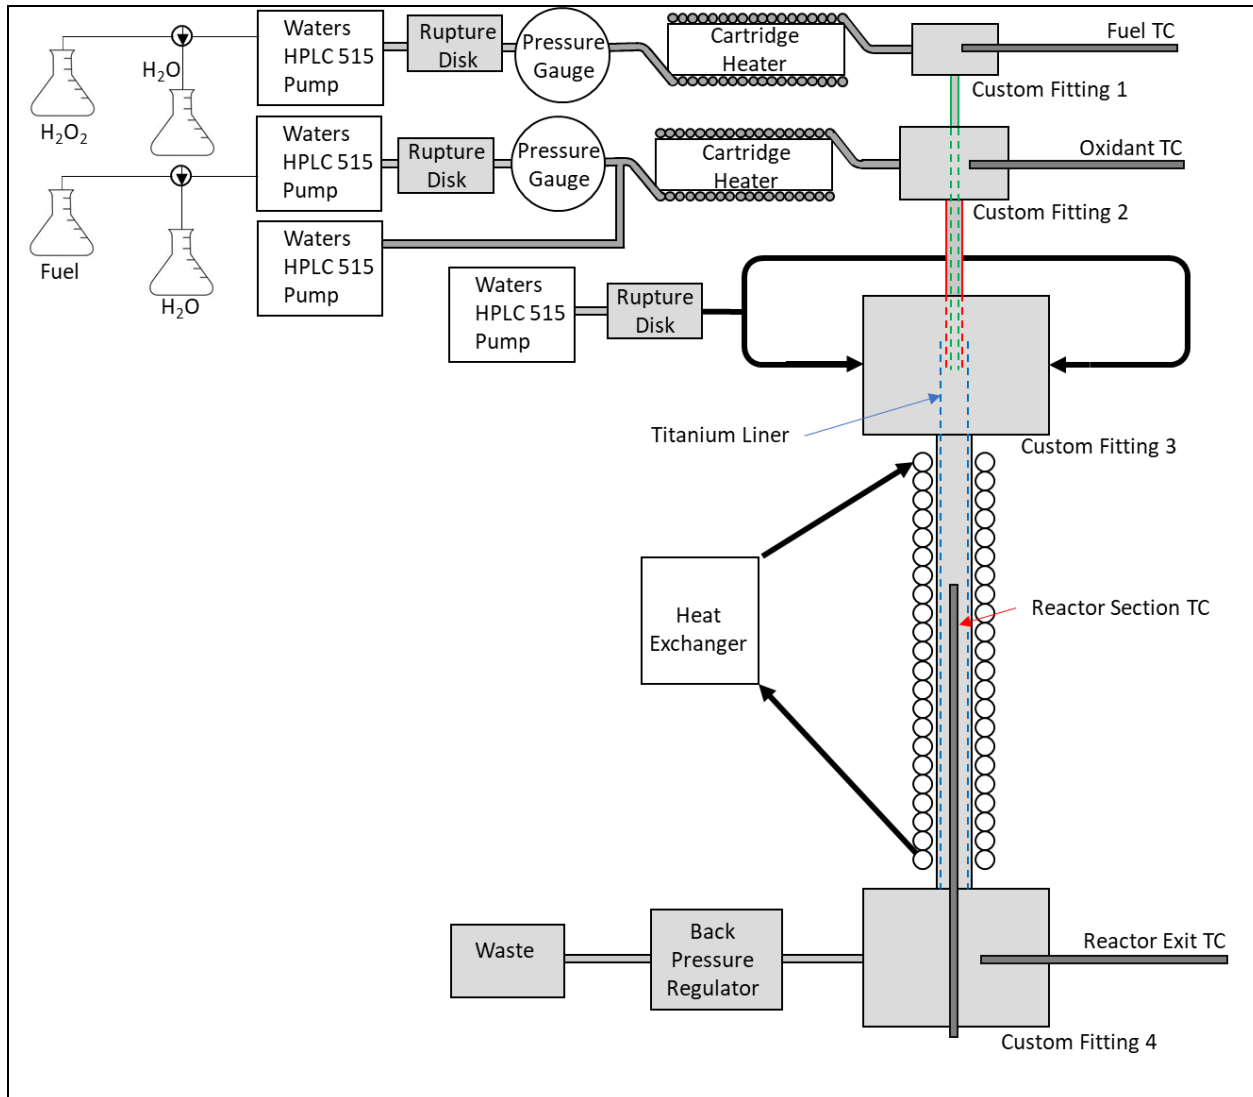 Waters
HPLC 515
Pump
Rupture
Disk
Pressure
Gauge
Cartridge
Heater
Fuel TC
Custom Fitting 1
H2O2
H2O
Waters
HPLC 515
Pump
Rupture
Disk
Pressure
Gauge
Cartridge
Heater
Oxidant TC
Custom Fitting 2
Fuel
H2O
Waters
HPLC 515
Pump
Waters
HPLC 515
Pump
Rupture
Disk
Titanium Liner
Custom Fitting 3
Heat
Exchanger
Reactor Section TC
Waste
Back
Pressure
Regulator
Reactor Exit TC
Custom Fitting 4